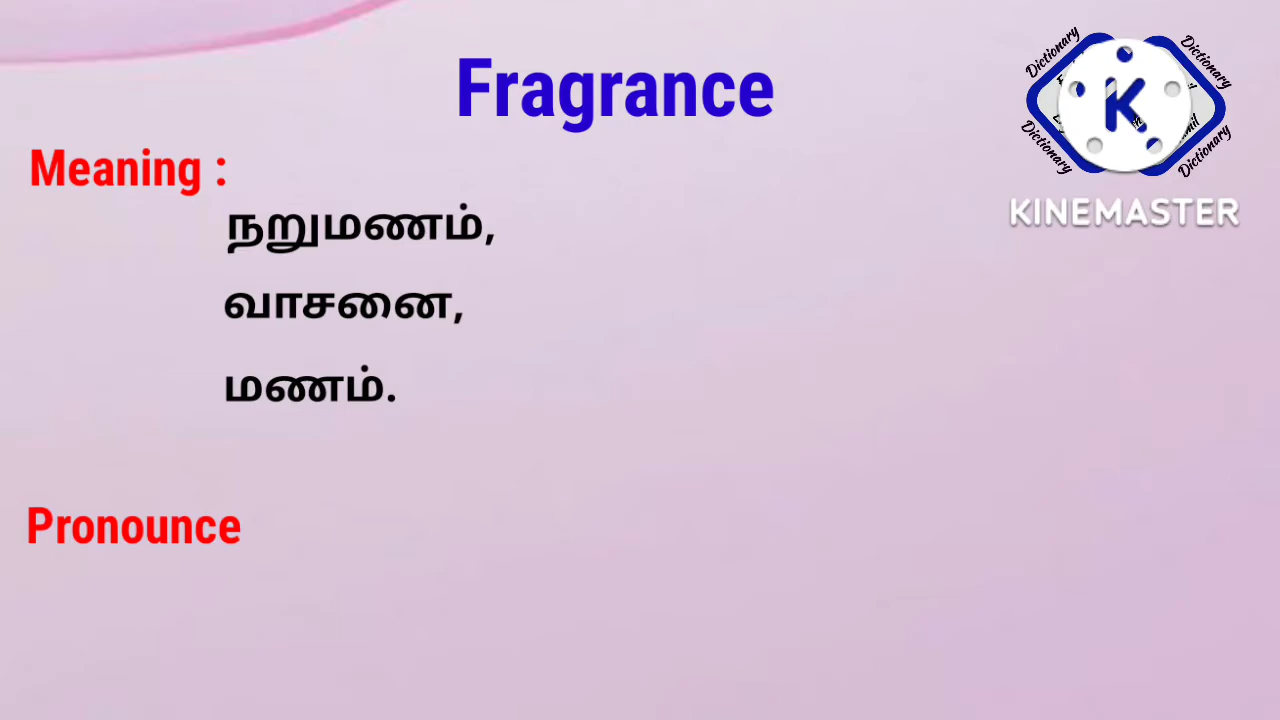 Fragrance
Dictionary
Dictionary
Dictionary
Dictionary
K
KINEMASTER
Meaning :
நறுமணம்,
வாசனை,
மணம்.
Pronounce